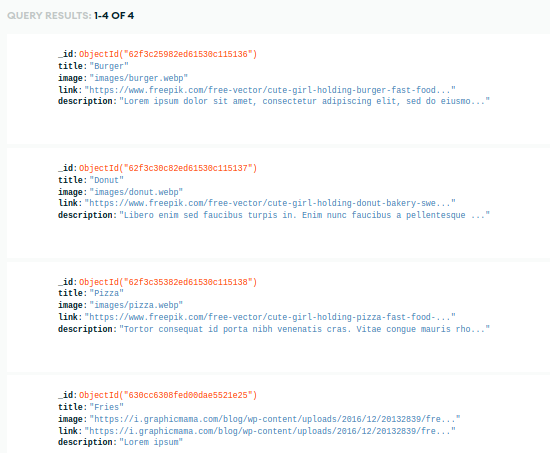 QUERY RESULTS: 1-4 OF 4
_id: ObjectId("62f3c25982ed61530c115136")
title: "Burger"
image: "images/burger.webp"
link: "https://www.freepik.com/free-vector/cute-girl-holding-burger-fast-food..."
description: "Lorem ipsum dolor sit amet, consectetur adipiscing elit, sed do eiusmo..."
_id: ObjectId("62f3c30c82ed61530c115137")
title: "Donut"
image: "images/donut.webp"
link: "https://www.freepik.com/free-vector/cute-girl-holding-donut-bakery-swe..."
description: "Libero enim sed faucibus turpis in. Enim nunc faucibus a pellentesque ..."
_id: ObjectId("62f3c35382ed61530c115138")
title: "Pizza"
image: "images/pizza.webp"
link: "https://www.freepik.com/free-vector/cute-girl-holding-pizza-fast-food-..."
description: "Tortor consequat id porta nibh venenatis cras. Vitae congue mauris rho..."
_id: ObjectId("630cc6308fed00dae5521e25")
title: "Fries"
image: "https://i.graphicmama.com/blog/wp-content/uploads/2016/12/20132839/fre..."
link: "https://i.graphicmama.com/blog/wp-content/uploads/2016/12/20132839/fre..."
description: "Lorem ipsum"